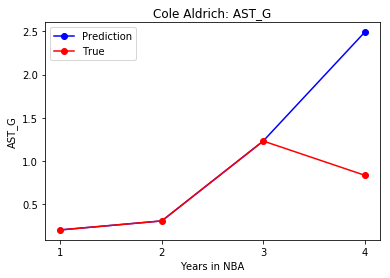 Cole Aldrich: AST_G
Prediction
True
2.5
2.0
1.5
1.0
0.5
AST_G
1 2 3 4
Years in NBA